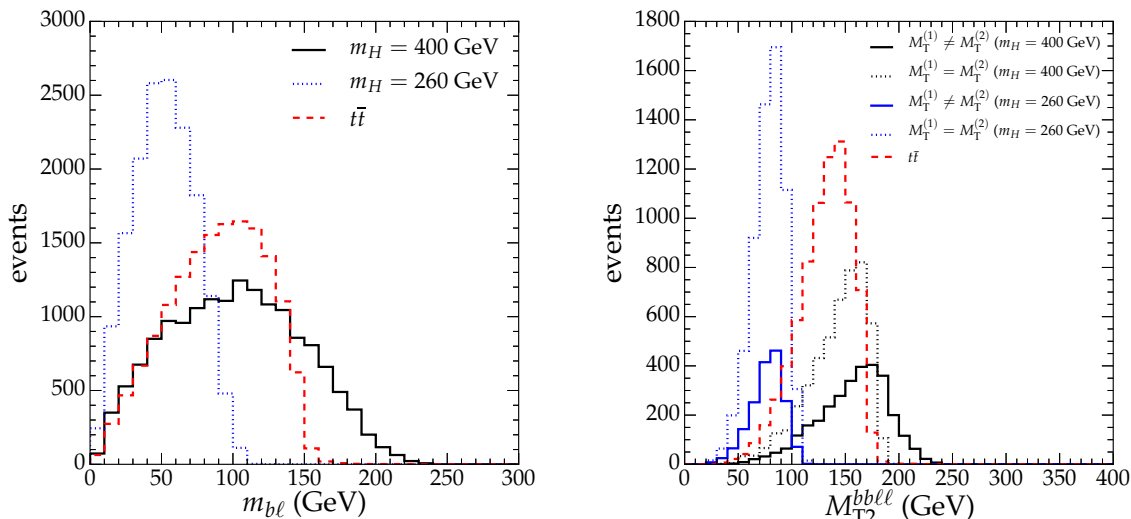 3000
2500
2000
1500
1000
500
0
events
0 50 100 150 200 250 300
m_{bℓ} (GeV)
m_H = 400 GeV
m_H = 260 GeV
tt̄
1800
1600
1400
1200
1000
800
600
400
200
0
events
0 50 100 150 200 250 300 350 400
M_{T2}^{bbℓℓ} (GeV)
M_T^{(1)} ≠ M_T^{(2)} (m_H = 400 GeV)
M_T^{(1)} = M_T^{(2)} (m_H = 400 GeV)
M_T^{(1)} ≠ M_T^{(2)} (m_H = 260 GeV)
M_T^{(1)} = M_T^{(2)} (m_H = 260 GeV)
tt̄